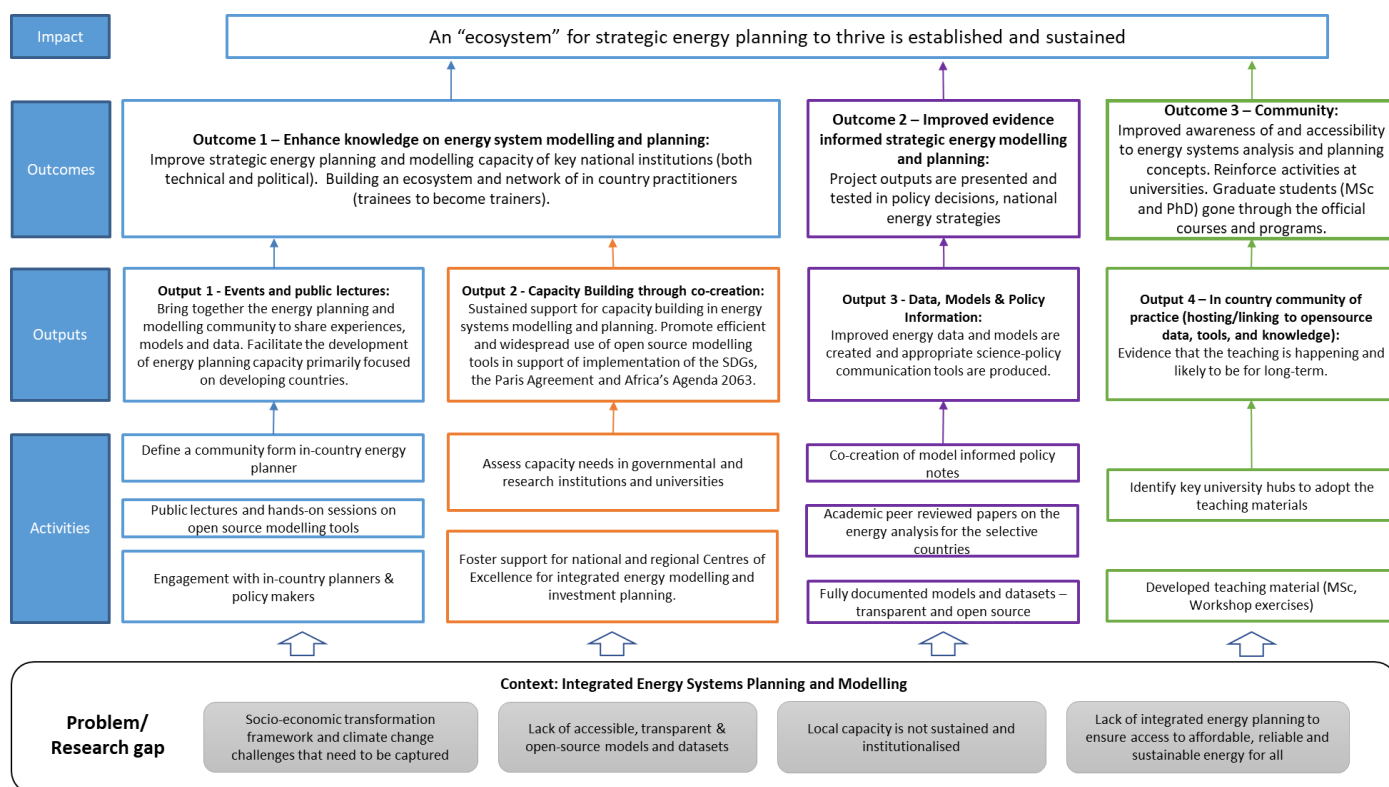 Impact
An “ecosystem” for strategic energy planning to thrive is established and sustained
Outcomes
Outcome 1 – Enhance knowledge on energy system modelling and planning:
Improve strategic energy planning and modelling capacity of key national institutions (both
technical and political).  Building an ecosystem and network of in country practitioners
(trainees to become trainers).
Outcome 2 – Improved evidence
informed strategic energy modelling
and planning:
Project outputs are presented and
tested in policy decisions, national
energy strategies
Outcome 3 – Community:
Improved awareness of and accessibility
to energy systems analysis and planning
concepts. Reinforce activities at
universities. Graduate students (MSc
and PhD) gone through the official
courses and programs.
Outputs
Output 1 - Events and public lectures:
Bring together the energy planning and
modelling community to share experiences,
models and data. Facilitate the development
of energy planning capacity primarily focused
on developing countries.
Output 2 - Capacity Building through co-creation:
Sustained support for capacity building in energy
systems modelling and planning. Promote efficient
and widespread use of open source modelling
tools in support of implementation of the SDGs,
the Paris Agreement and Africa’s Agenda 2063.
Output 3 - Data, Models & Policy
Information:
Improved energy data and models are
created and appropriate science-policy
communication tools are produced.
Output 4 – In country community of
practice (hosting/linking to opensource
data, tools, and knowledge):
Evidence that the teaching is happening and
likely to be for long-term.
Activities
Define a community form in-country energy
planner
Public lectures and hands-on sessions on
open source modelling tools
Engagement with in-country planners &
policy makers
Assess capacity needs in governmental and
research institutions and universities
Foster support for national and regional Centres of
Excellence for integrated energy modelling and
investment planning.
Co-creation of model informed policy
notes
Academic peer reviewed papers on the
energy analysis for the selective
countries
Fully documented models and datasets –
transparent and open source
Identify key university hubs to adopt the
teaching materials
Developed teaching material (MSc,
Workshop exercises)
Context: Integrated Energy Systems Planning and Modelling
Problem/
Research gap
Socio-economic transformation
framework and climate change
challenges that need to be captured
Lack of accessible, transparent &
open-source models and datasets
Local capacity is not sustained and
institutionalised
Lack of integrated energy planning to
ensure access to affordable, reliable and
sustainable energy for all